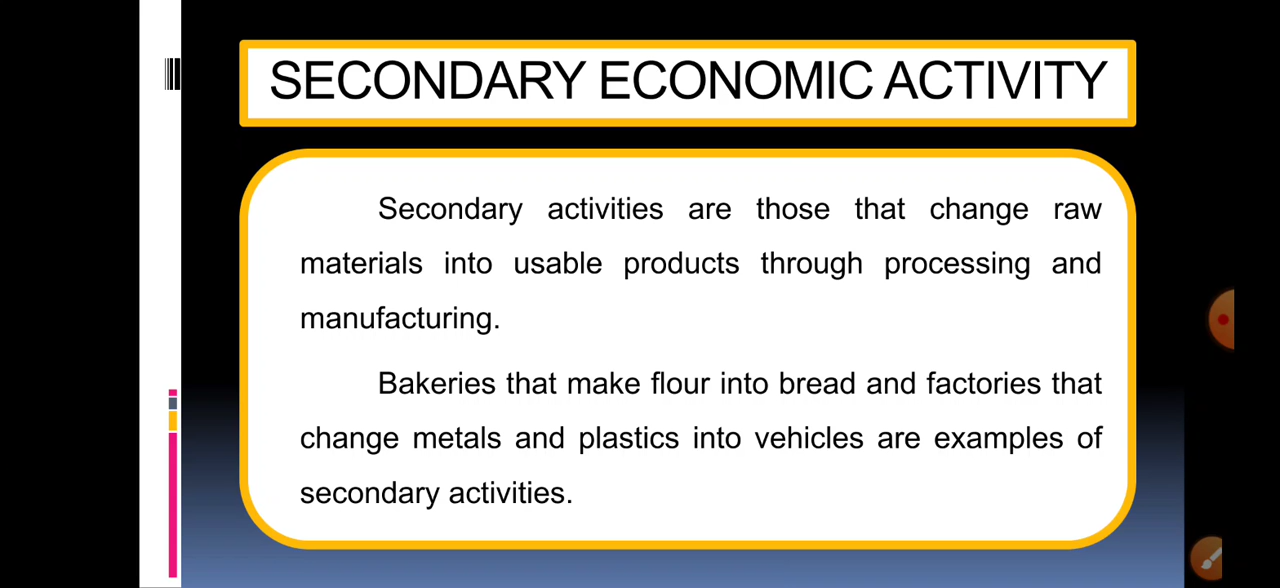 SECONDARY ECONOMIC ACTIVITY
Secondary activities are those that change raw
materials into usable products through processing and
manufacturing.
Bakeries that make flour into bread and factories that
change metals and plastics into vehicles are examples of
secondary activities.